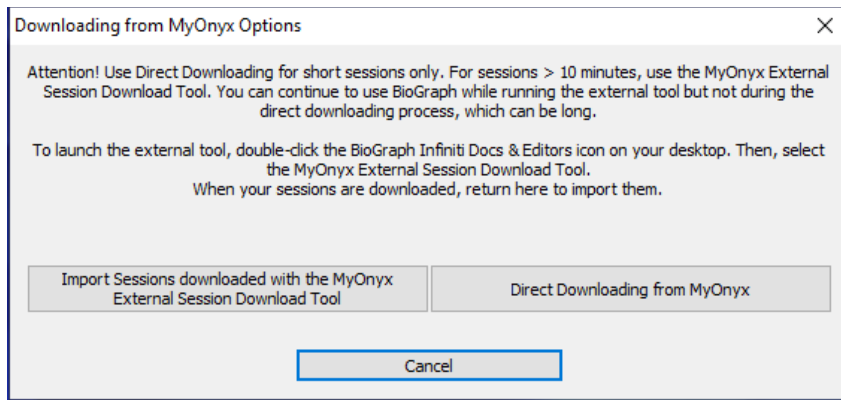 Downloading from MyOnyx Options
Attention! Use Direct Downloading for short sessions only. For sessions > 10 minutes, use the MyOnyx External
Session Download Tool. You can continue to use BioGraph while running the external tool but not during the
direct downloading process, which can be long.
To launch the external tool, double-click the BioGraph Infiniti Docs & Editors icon on your desktop. Then, select
the MyOnyx External Session Download Tool.
When your sessions are downloaded, return here to import them.
Import Sessions downloaded with the MyOnyx
External Session Download Tool
Direct Downloading from MyOnyx
Cancel